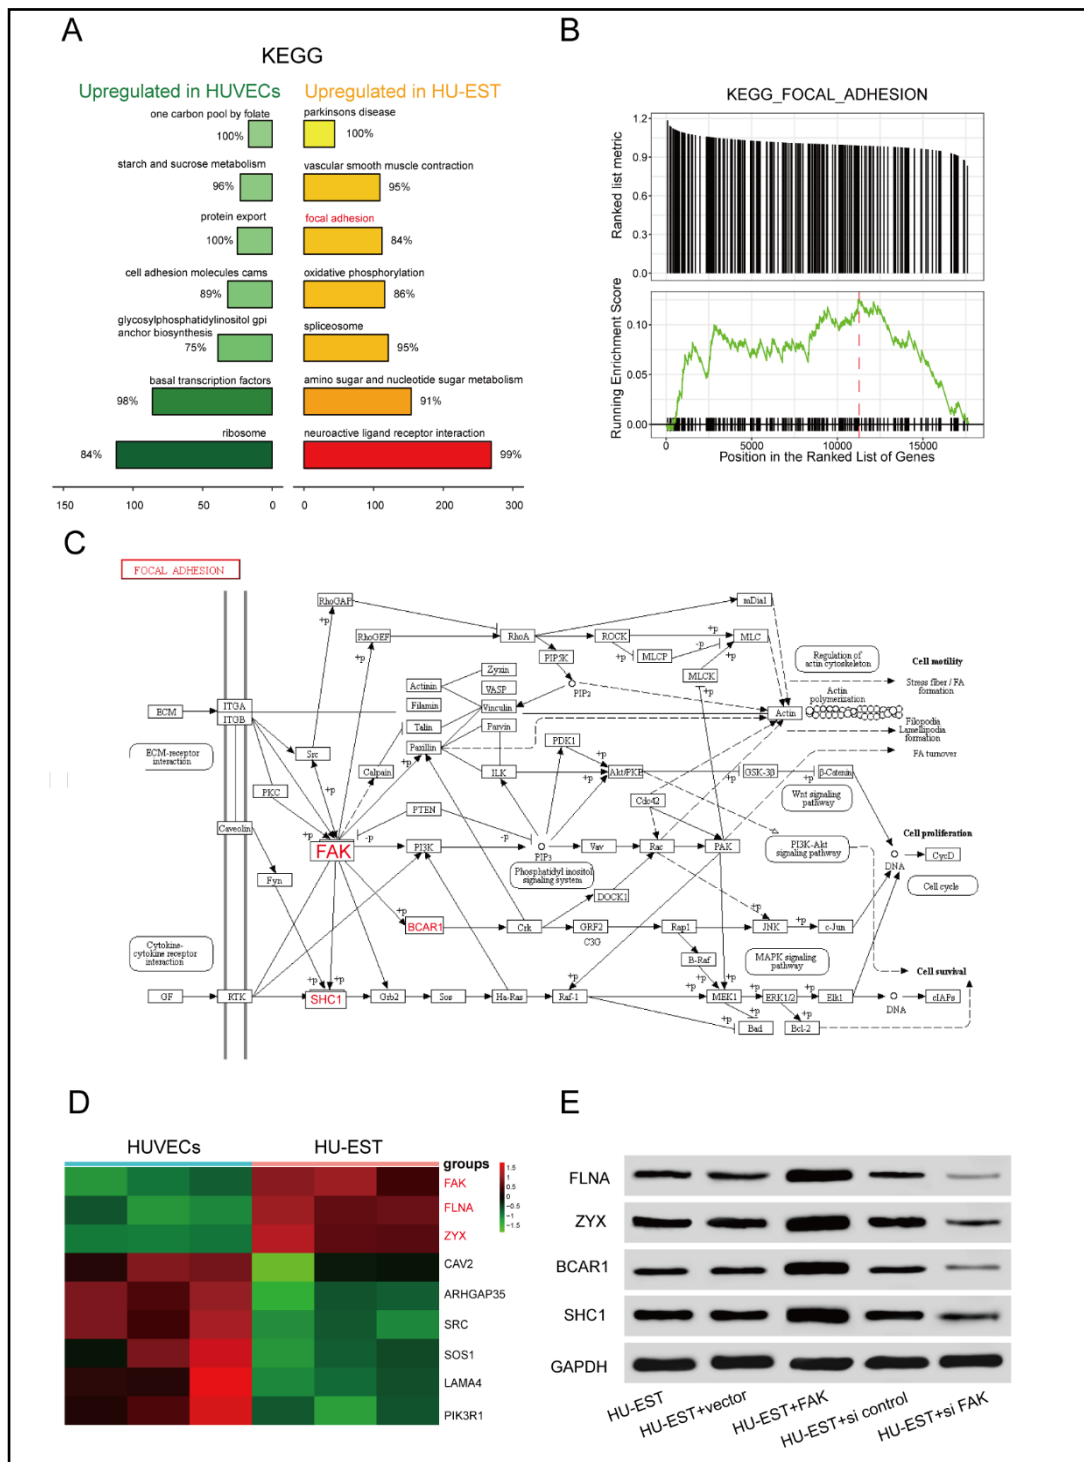 A
KEGG
Upregulated in HUVECs
Upregulated in HU-EST
one carbon pool by folate
100%
parkinsons disease
100%
starch and sucrose metabolism
96%
vascular smooth muscle contraction
95%
protein export
100%
focal adhesion
84%
cell adhesion molecules cams
89%
oxidative phosphorylation
86%
glycosylphosphatidylinositol gpi
anchor biosynthesis
75%
spliceosome
95%
basal transcription factors
98%
amino sugar and nucleotide sugar metabolism
91%
ribosome
84%
neuroactive ligand receptor interaction
99%
150 100 50 0
0 100 200 300
B
KEGG_FOCAL_ADHESION
Ranked list metric
1.2
0.9
0.6
0.3
0.0
Running Enrichment Score
0.10
0.05
0.00
0 5000 10000 15000
Position in the Ranked List of Genes
C
FOCAL ADHESION
RhoGAP
mDia1
+p
RhoGEF
RhoA
ROCK
+p
MLC
+p
-p
PIP5K
MLCP
+p
MLCK
+p
Regulation of
actin cytoskeleton
Cell motility
Stress fiber / FA
formation
Zyxin
Actinin
VASP
PIP2
Filamin
Vinculin
Actin
Actin
polymerization
ECM
ITGA
ITGB
Talin
Parvin
Filopodia
Lamellipodia
formation
FA turnover
ECM-receptor
interaction
Src
Paxillin
+p
PDK1
Calpain
ILK
Akt/PKB
+p
+p
GSK-3β
+p
β-Catenin
PKC
+p
Cdc42
Wnt signaling
pathway
PTEN
Caveolin
+p
-p
-p
FAK
PI3K
PIP3
Vav
Rac
PAK
PI3K-Akt
signaling pathway
Cell proliferation
DNA
CycD
Phosphatidyl inositol
signaling system
Fyn
DOCK1
Cell cycle
+p
BCAR1
Crk
GRF2
C3G
Rap1
+p
JNK
+p
c-Jun
Cytokine-
cytokine receptor
interaction
B-Raf
MAPK signaling
pathway
Cell survival
+p
+p
+p
+p
+p
+p
+p
GF
RTK
SHC1
Grb2
Sos
Ha-Ras
Raf-1
MEK1
ERK1/2
Elk1
DNA
cIAPs
+p
+p
Bad
Bcl-2
D
HUVECs
HU-EST
groups
1.5
1
0.5
0
−0.5
−1
−1.5
FAK
FLNA
ZYX
CAV2
ARHGAP35
SRC
SOS1
LAMA4
PIK3R1
E
FLNA
ZYX
BCAR1
SHC1
GAPDH
HU-EST
HU-EST+vector
HU-EST+FAK
HU-EST+si control
HU-EST+si FAK